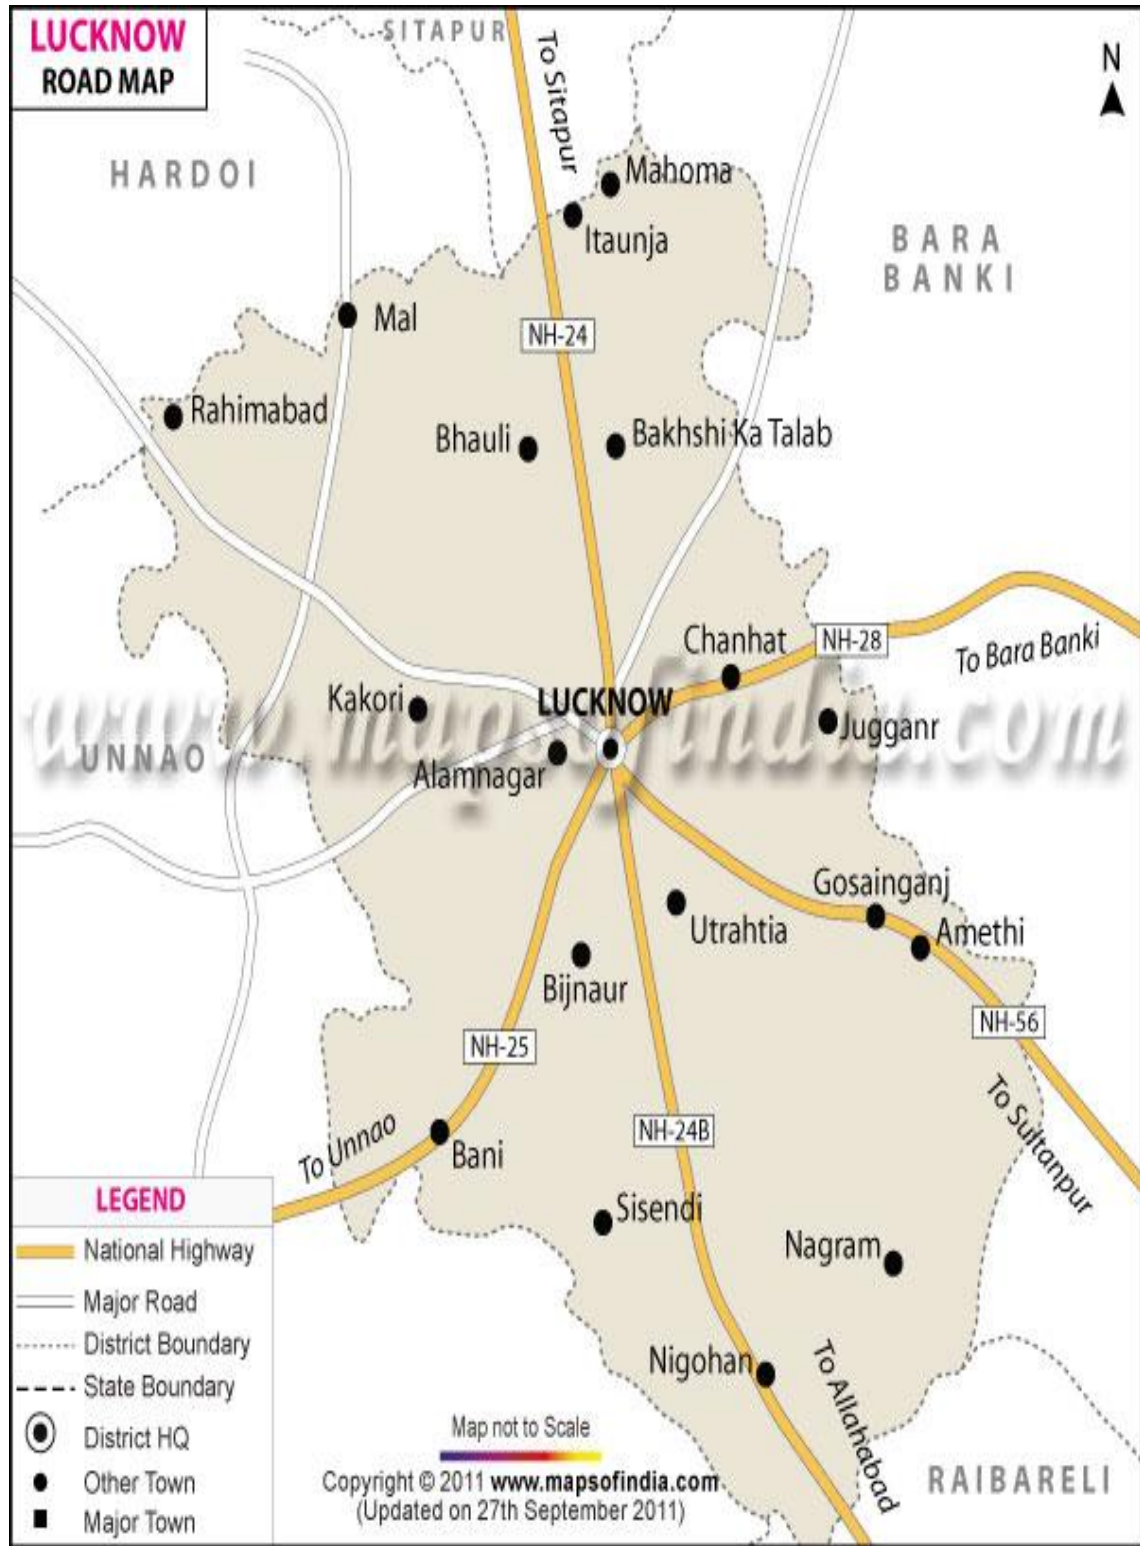 LUCKNOW
ROAD MAP
SITAPUR
To Sitapur
N
HARDOI
Mahoma
Itaunja
BARA
BANKI
Mal
NH-24
Rahimabad
Bhauli
Bakhshi Ka Talab
Chanhat
NH-28
To Bara Banki
Kakori
LUCKNOW
Jugganr
www.mapsofindia.com
UNNAO
Alamnagar
Gosainganj
Utrahtia
Amethi
Bijnaur
NH-56
NH-25
To Sultanpur
NH-24B
To Unnao
Bani
Sisendi
Nagram
Nigohan
To Allahabad
RAIBARELI
LEGEND
National Highway
Major Road
District Boundary
State Boundary
District HQ
Other Town
Major Town
Map not to Scale
Copyright © 2011 www.mapsofindia.com
(Updated on 27th September 2011)